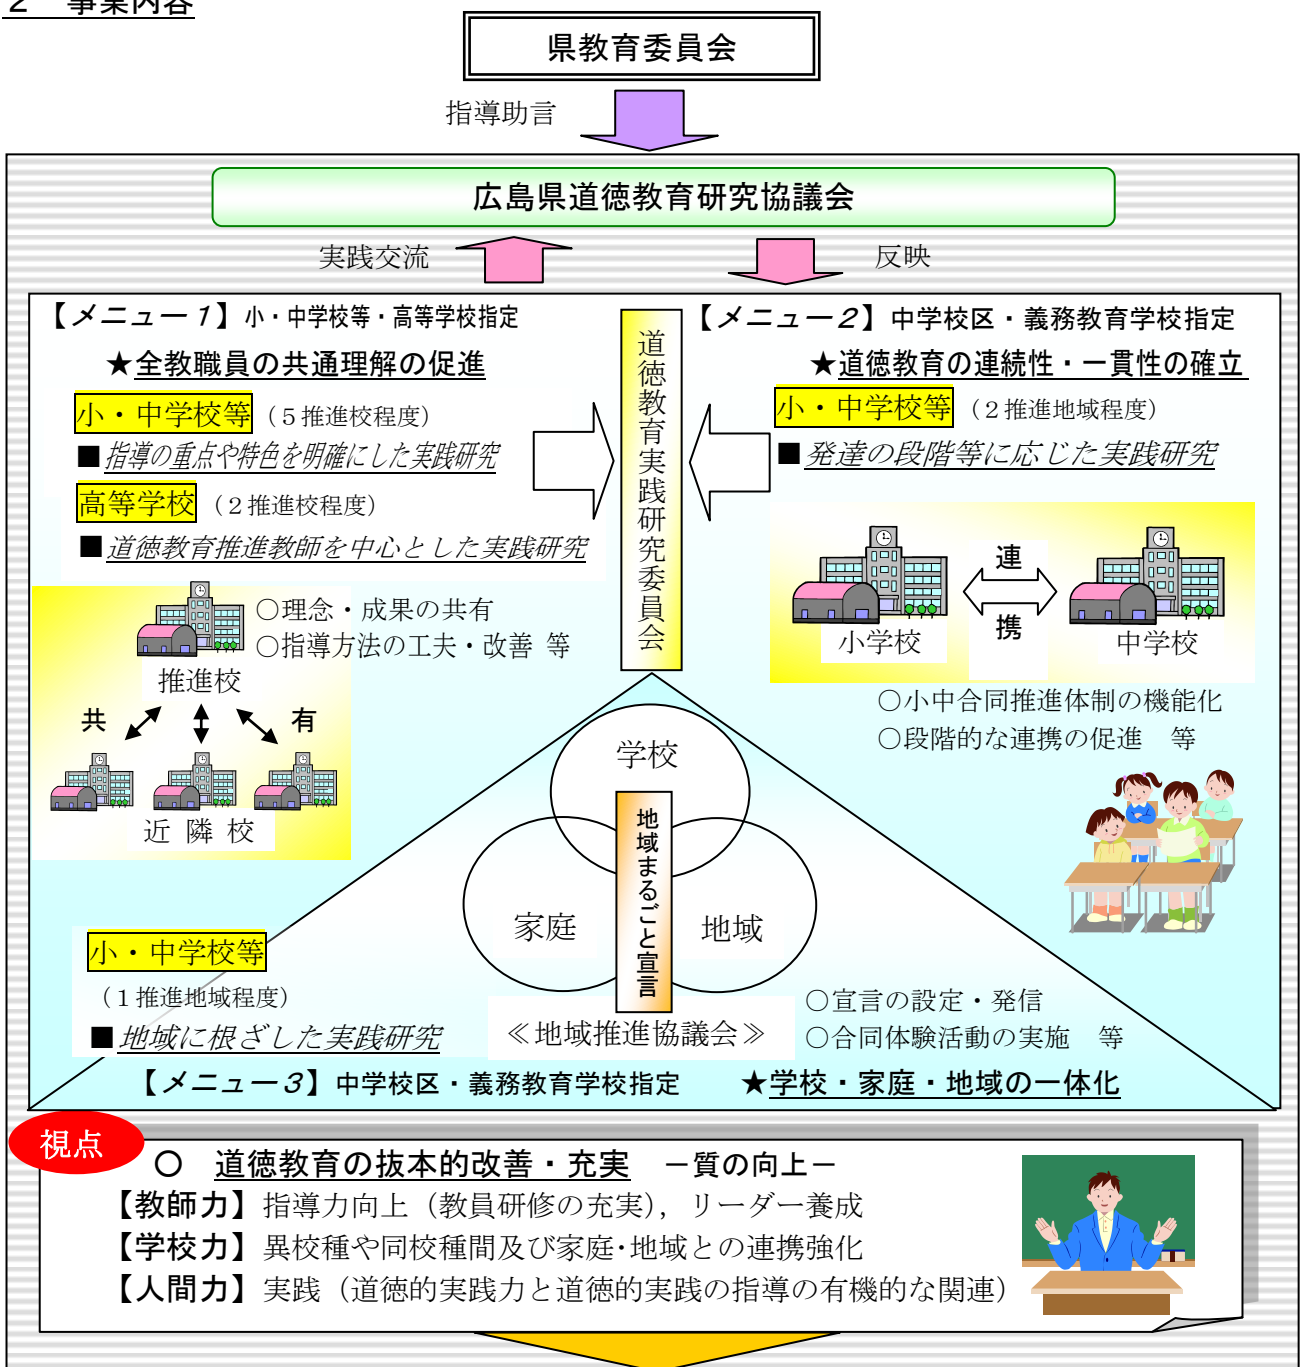 ２　事業内容
県教育委員会
指導助言
広島県道徳教育研究協議会
実践交流
反映
【メニュー１】小・中学校等・高等学校指定
★全教職員の共通理解の促進
小・中学校等（５推進校程度）
■指導の重点や特色を明確にした実践研究
高等学校（２推進校程度）
■道徳教育推進教師を中心とした実践研究
○理念・成果の共有
○指導方法の工夫・改善 等
推進校
共　有
近 隣 校
道徳教育実践研究委員会
【メニュー２】中学校区・義務教育学校指定
★道徳教育の連続性・一貫性の確立
小・中学校等（２推進地域程度）
■発達の段階等に応じた実践研究
連
携
小学校
中学校
○小中合同推進体制の機能化
○段階的な連携の促進　等
学校
家庭
地域
地域まるごと宣言
≪地域推進協議会≫
小・中学校等
（１推進地域程度）
■地域に根ざした実践研究
○宣言の設定・発信
○合同体験活動の実施　等
【メニュー３】中学校区・義務教育学校指定　★学校・家庭・地域の一体化
視点
○　道徳教育の抜本的改善・充実　－質の向上－
【教師力】指導力向上（教員研修の充実），リーダー養成
【学校力】異校種や同校種間及び家庭・地域との連携強化
【人間力】実践（道徳的実践力と道徳的実践の指導の有機的な関連）